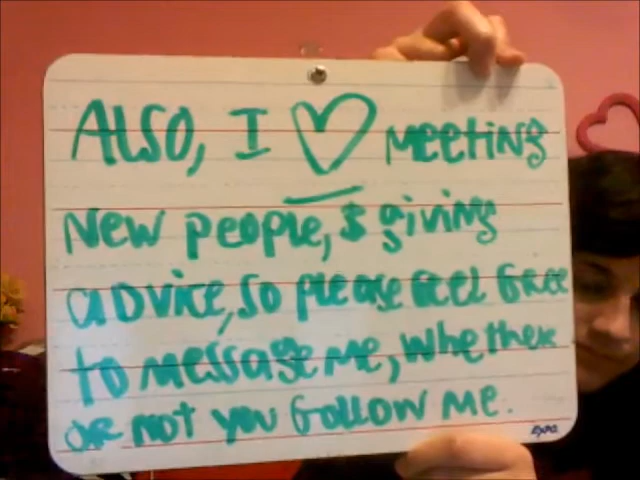 ALSO, I ♡ MEETING
NEW PEOPLE, & giving
ADVICE, SO PLEASE FEEL FREE
TO MESSAGE ME, WHETHER
OR NOT YOU FOLLOW ME.
EXPO